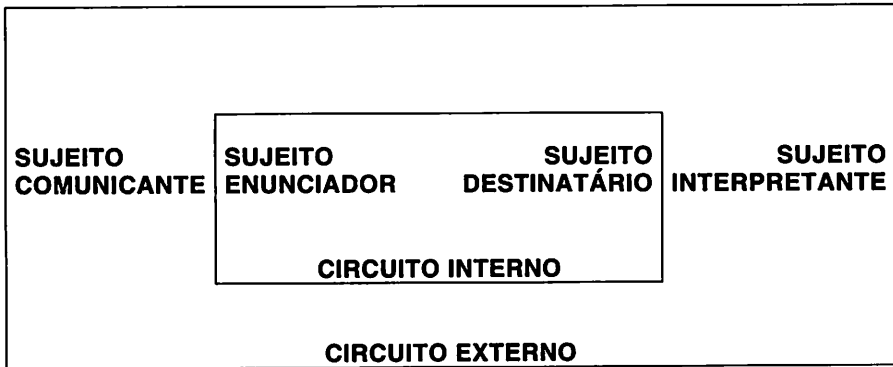 SUJEITO COMUNICANTE
SUJEITO ENUNCIADOR
SUJEITO DESTINATÁRIO
SUJEITO INTERPRETANTE
CIRCUITO INTERNO
CIRCUITO EXTERNO